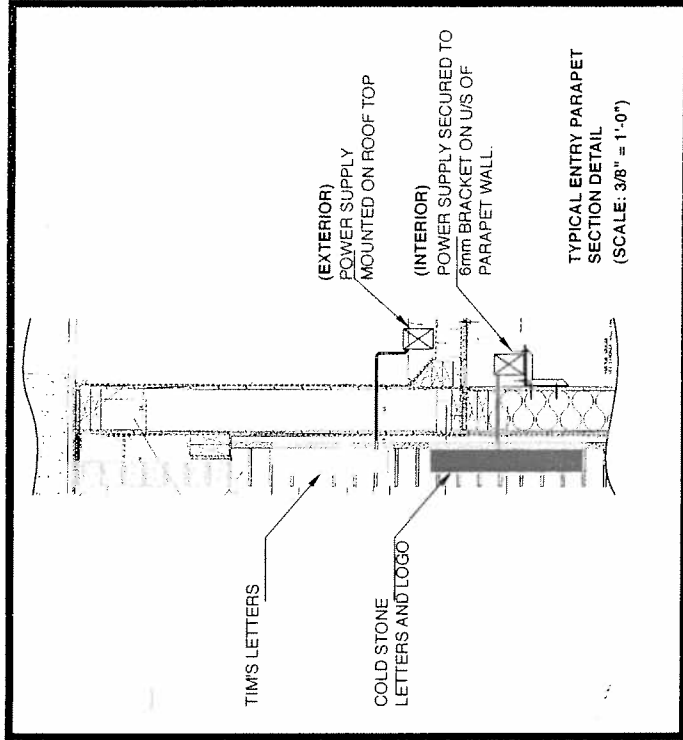 TIM'S LETTERS
COLD STONE
LETTERS AND LOGO
(EXTERIOR)
POWER SUPPLY
MOUNTED ON ROOF TOP
(INTERIOR)
POWER SUPPLY SECURED TO
6mm BRACKET ON U/S OF
PARAPET WALL.
TYPICAL ENTRY PARAPET
SECTION DETAIL
(SCALE: 3/8" = 1'-0")